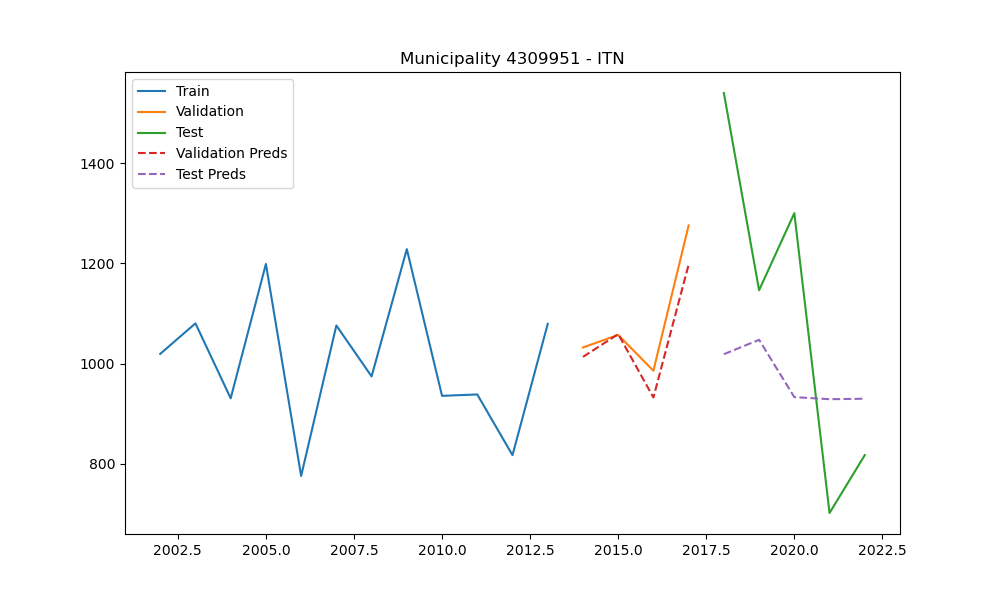 Municipality 4309951 - ITN
Train
Validation
Test
Validation Preds
Test Preds
1400
1200
1000
800
2002.5 2005.0 2007.5 2010.0 2012.5 2015.0 2017.5 2020.0 2022.5